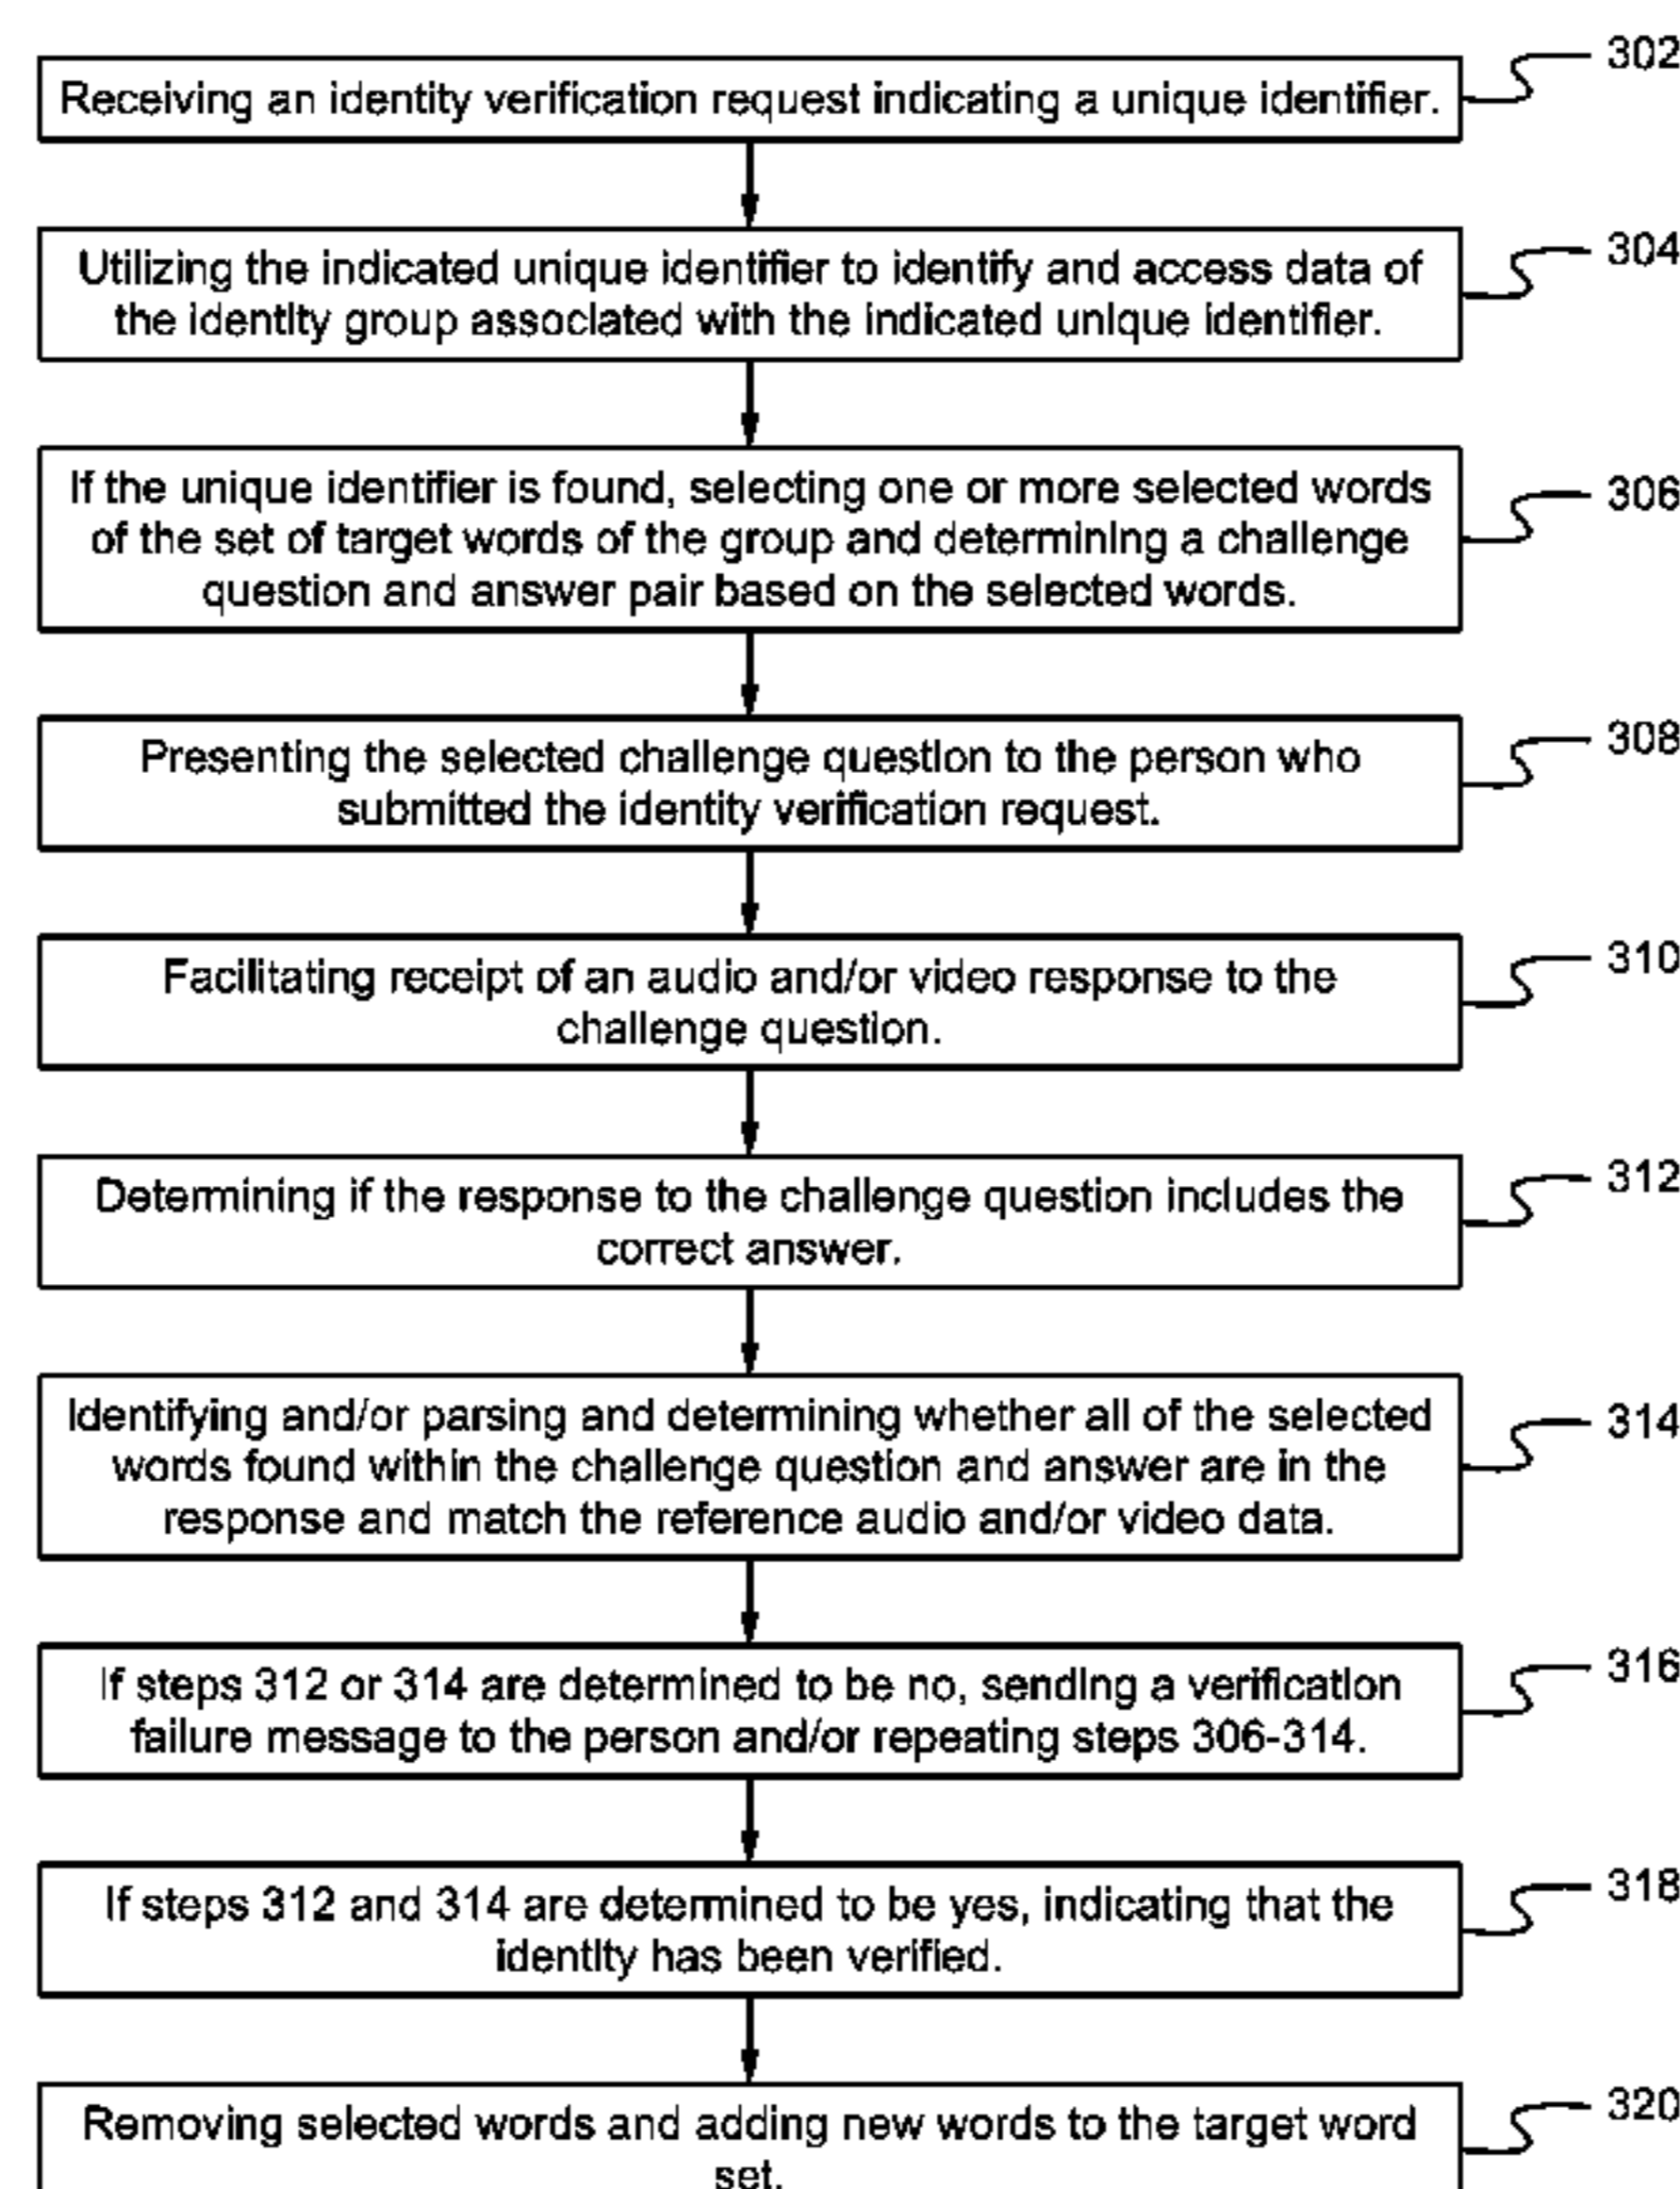 302
Receiving an identity verification request indicating a unique identifier.
304
Utilizing the indicated unique identifier to identify and access data of
the identity group associated with the indicated unique identifier.
306
If the unique identifier is found, selecting one or more selected words
of the set of target words of the group and determining a challenge
question and answer pair based on the selected words.
308
Presenting the selected challenge question to the person who
submitted the identity verification request.
310
Facilitating receipt of an audio and/or video response to the
challenge question.
312
Determining if the response to the challenge question includes the
correct answer.
314
Identifying and/or parsing and determining whether all of the selected
words found within the challenge question and answer are in the
response and match the reference audio and/or video data.
316
If steps 312 or 314 are determined to be no, sending a verification
failure message to the person and/or repeating steps 306-314.
318
If steps 312 and 314 are determined to be yes, indicating that the
identity has been verified.
320
Removing selected words and adding new words to the target word
set.